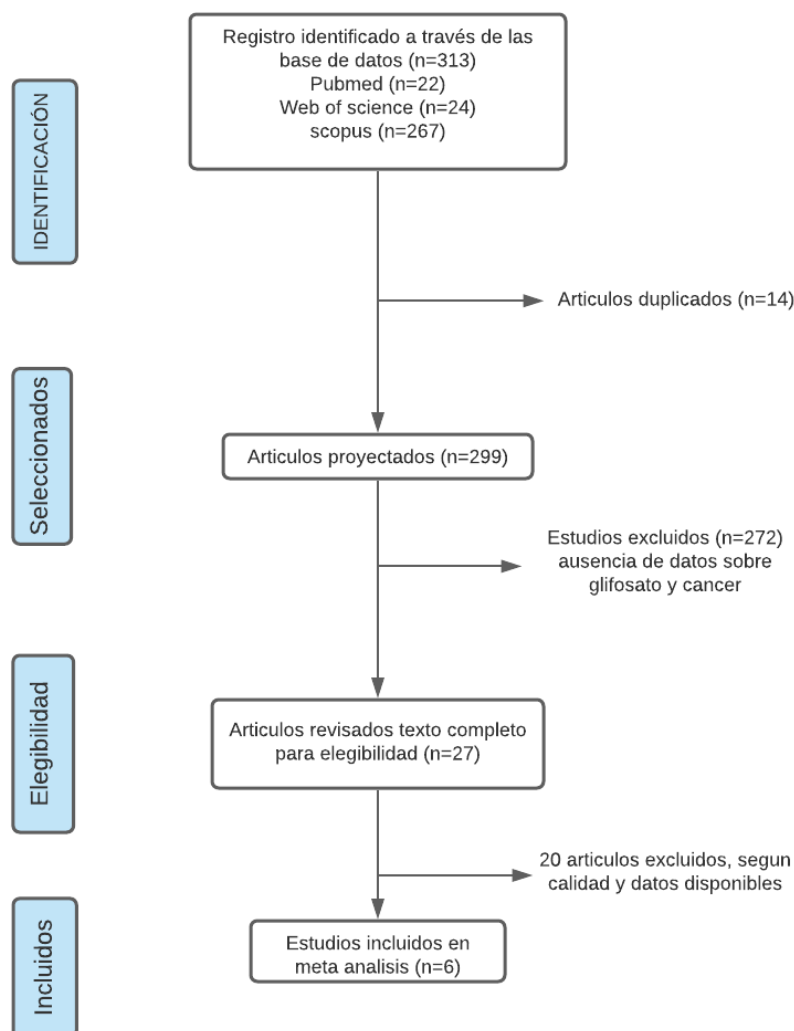 Registro identificado a través de las
base de datos (n=313)
Pubmed (n=22)
Web of science (n=24)
scopus (n=267)
IDENTIFICACIÓN
Articulos duplicados (n=14)
Seleccionados
Articulos proyectados (n=299)
Estudios excluidos (n=272)
ausencia de datos sobre
glifosato y cancer
Elegibilidad
Articulos revisados texto completo
para elegibilidad (n=27)
20 articulos excluidos, segun
calidad y datos disponibles
Incluidos
Estudios incluidos en
meta analisis (n=6)